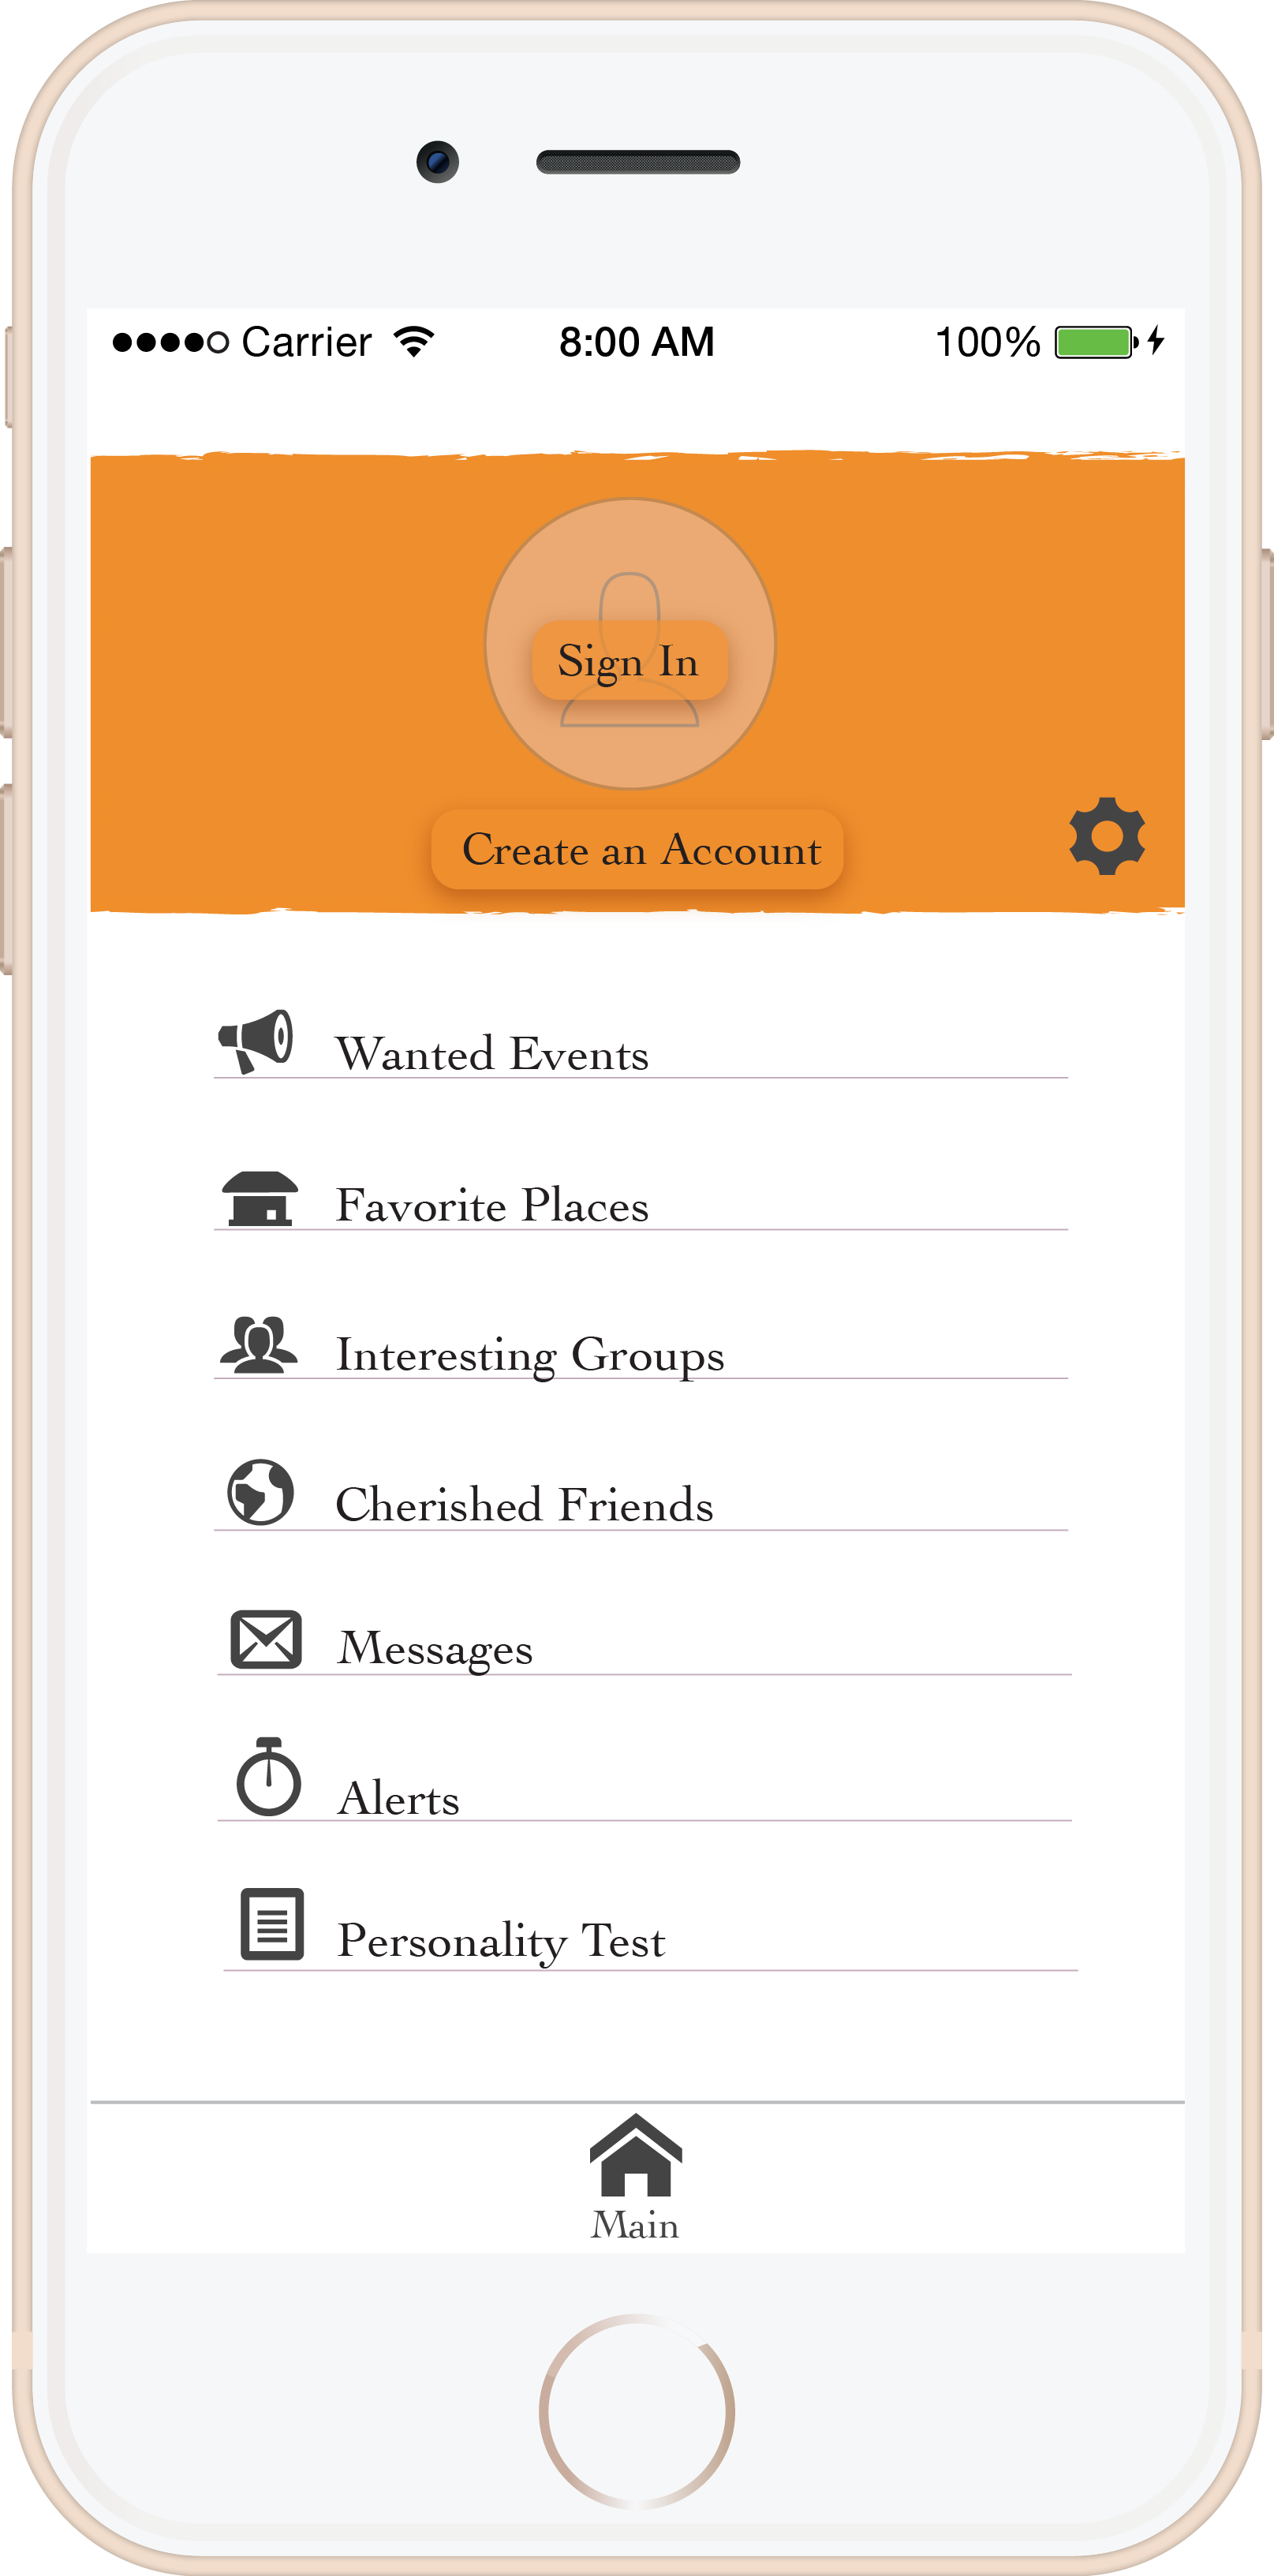 Carrier 8:00 AM 100%
Sign In
Create an Account
Wanted Events
Favorite Places
Interesting Groups
Cherished Friends
Messages
Alerts
Personality Test
Main